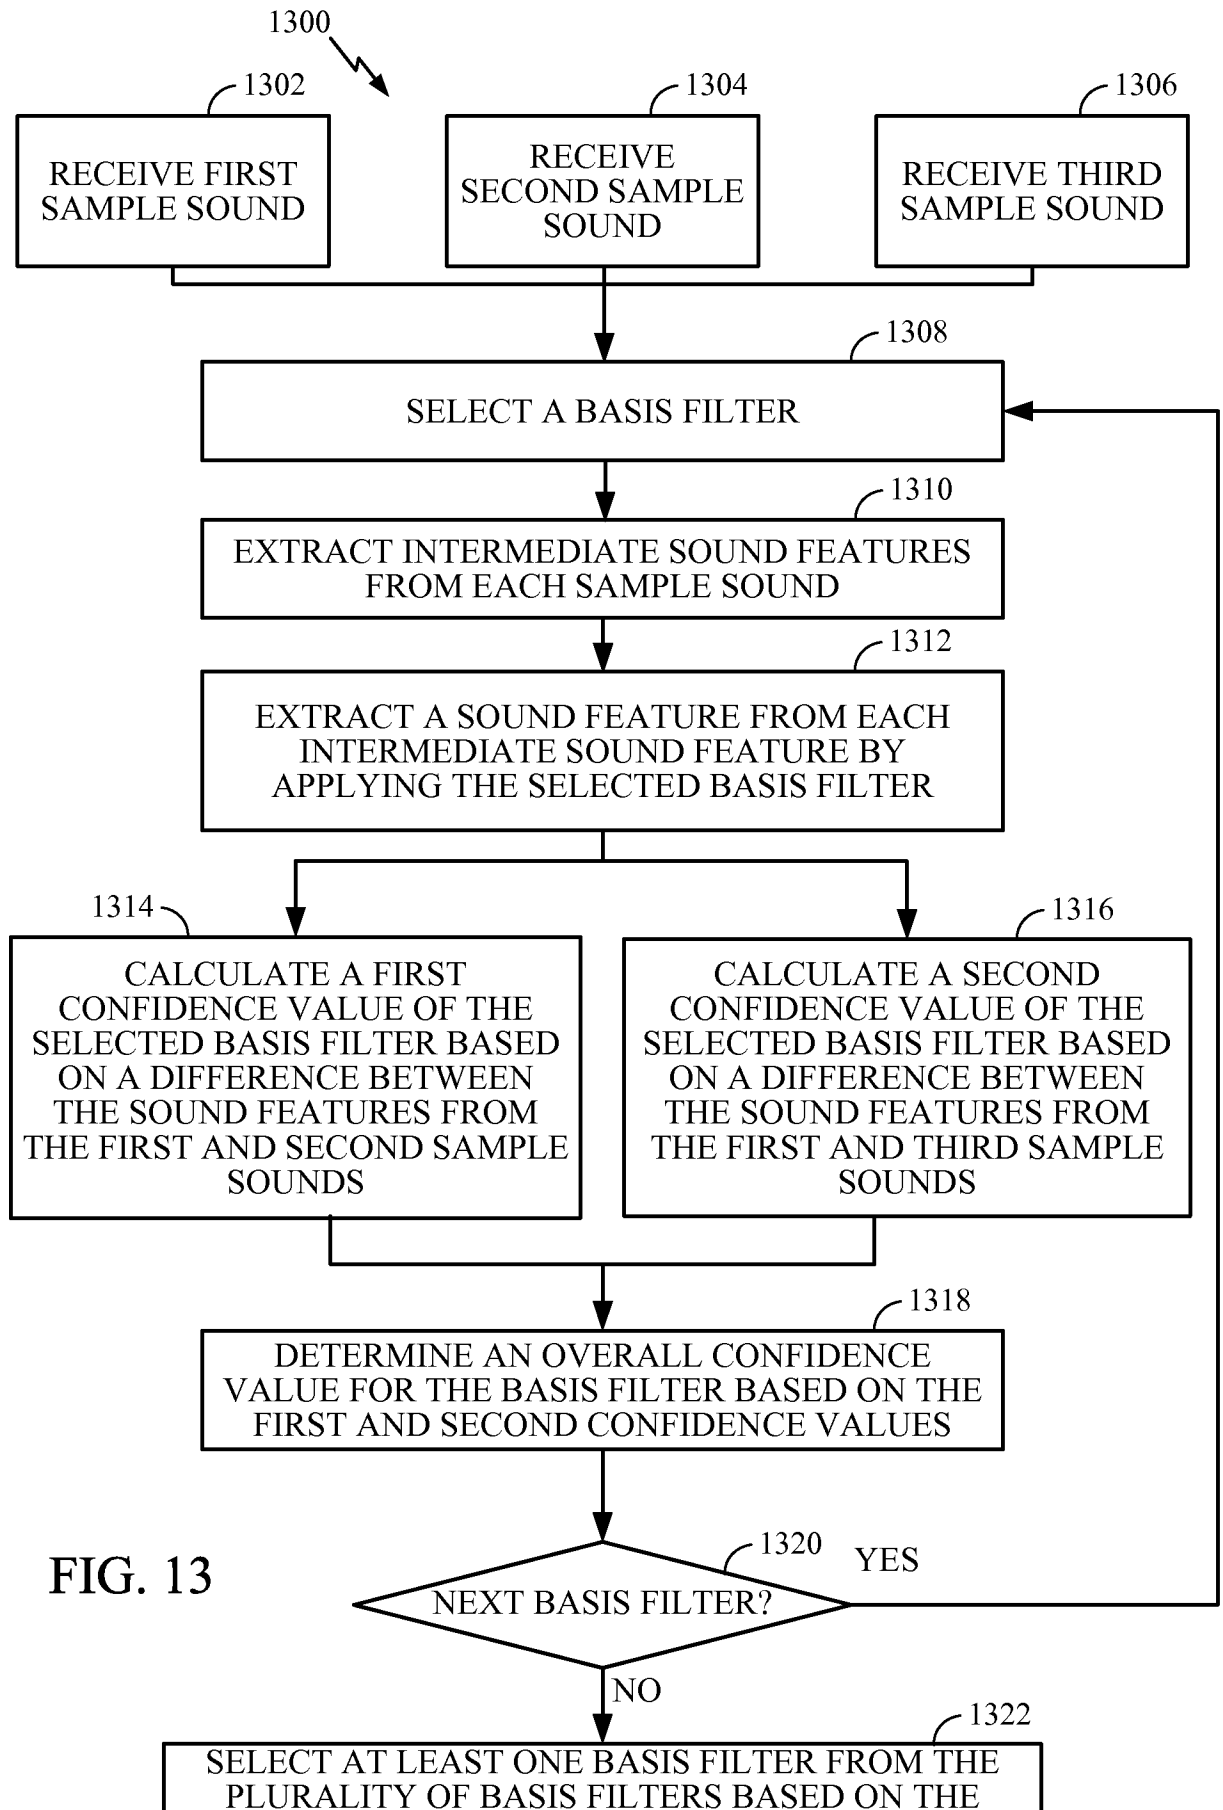 1300
1302
1304
1306
RECEIVE FIRST
SAMPLE SOUND
RECEIVE
SECOND SAMPLE
SOUND
RECEIVE THIRD
SAMPLE SOUND
1308
SELECT A BASIS FILTER
1310
EXTRACT INTERMEDIATE SOUND FEATURES
FROM EACH SAMPLE SOUND
1312
EXTRACT A SOUND FEATURE FROM EACH
INTERMEDIATE SOUND FEATURE BY
APPLYING THE SELECTED BASIS FILTER
1314
CALCULATE A FIRST
CONFIDENCE VALUE OF THE
SELECTED BASIS FILTER BASED
ON A DIFFERENCE BETWEEN
THE SOUND FEATURES FROM
THE FIRST AND SECOND SAMPLE
SOUNDS
1316
CALCULATE A SECOND
CONFIDENCE VALUE OF THE
SELECTED BASIS FILTER BASED
ON A DIFFERENCE BETWEEN
THE SOUND FEATURES FROM
THE FIRST AND THIRD SAMPLE
SOUNDS
1318
DETERMINE AN OVERALL CONFIDENCE
VALUE FOR THE BASIS FILTER BASED ON THE
FIRST AND SECOND CONFIDENCE VALUES
FIG. 13
1320
YES
NEXT BASIS FILTER?
NO
1322
SELECT AT LEAST ONE BASIS FILTER FROM THE
PLURALITY OF BASIS FILTERS BASED ON THE